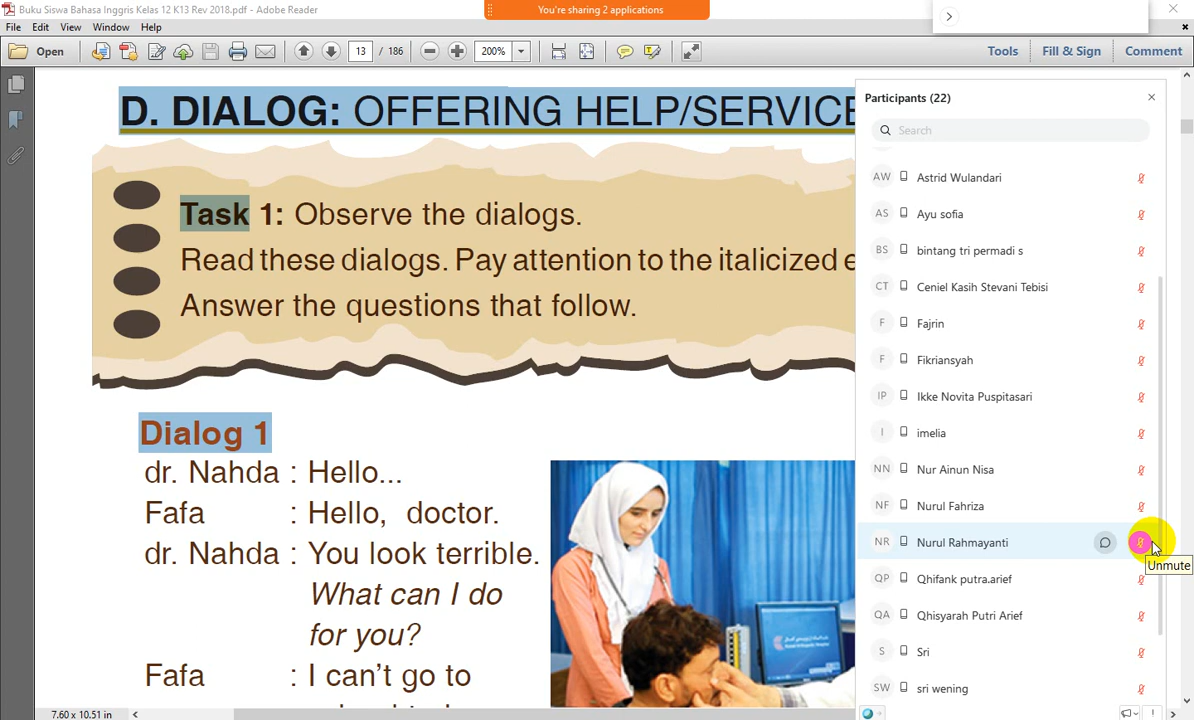 Buku Siswa Bahasa Inggris Kelas 12 K13 Rev 2018.pdf - Adobe Reader
You're sharing 2 applications
File Edit View Window Help
Open 13 / 186 200% Tools Fill & Sign Comment
D. DIALOG: OFFERING HELP/SERVICE
Task 1: Observe the dialogs.
Read these dialogs. Pay attention to the italicized e
Answer the questions that follow.
Dialog 1
dr. Nahda : Hello...
Fafa : Hello, doctor.
dr. Nahda : You look terrible.
What can I do
for you?
Fafa : I can't go to
7.60 x 10.51 in
Participants (22)
Search
AW Astrid Wulandari
AS Ayu sofia
BS bintang tri permadi s
CT Ceniel Kasih Stevani Tebisi
F Fajrin
F Fikriansyah
IP Ikke Novita Puspitasari
I imelia
NN Nur Ainun Nisa
NF Nurul Fahriza
NR Nurul Rahmayanti
Unmute
QP Qhifank putra.arief
QA Qhisyarah Putri Arief
S Sri
SW sri wening